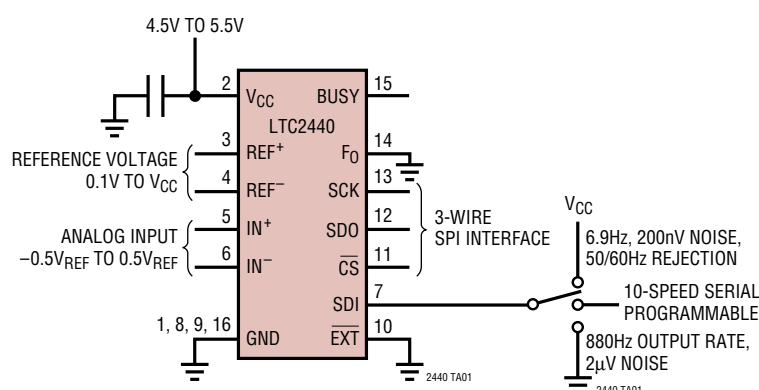 4.5V TO 5.5V
2
VCC
BUSY
15
LTC2440
3
REF+
FO
14
REFERENCE VOLTAGE
0.1V TO VCC
4
REF−
SCK
13
5
IN+
SDO
12
3-WIRE
SPI INTERFACE
ANALOG INPUT
−0.5VREF TO 0.5VREF
6
IN−
CS
11
VCC
6.9Hz, 200nV NOISE,
50/60Hz REJECTION
SDI
7
10-SPEED SERIAL
PROGRAMMABLE
1, 8, 9, 16
GND
EXT
10
880Hz OUTPUT RATE,
2µV NOISE
2440 TA01
2440 TA01